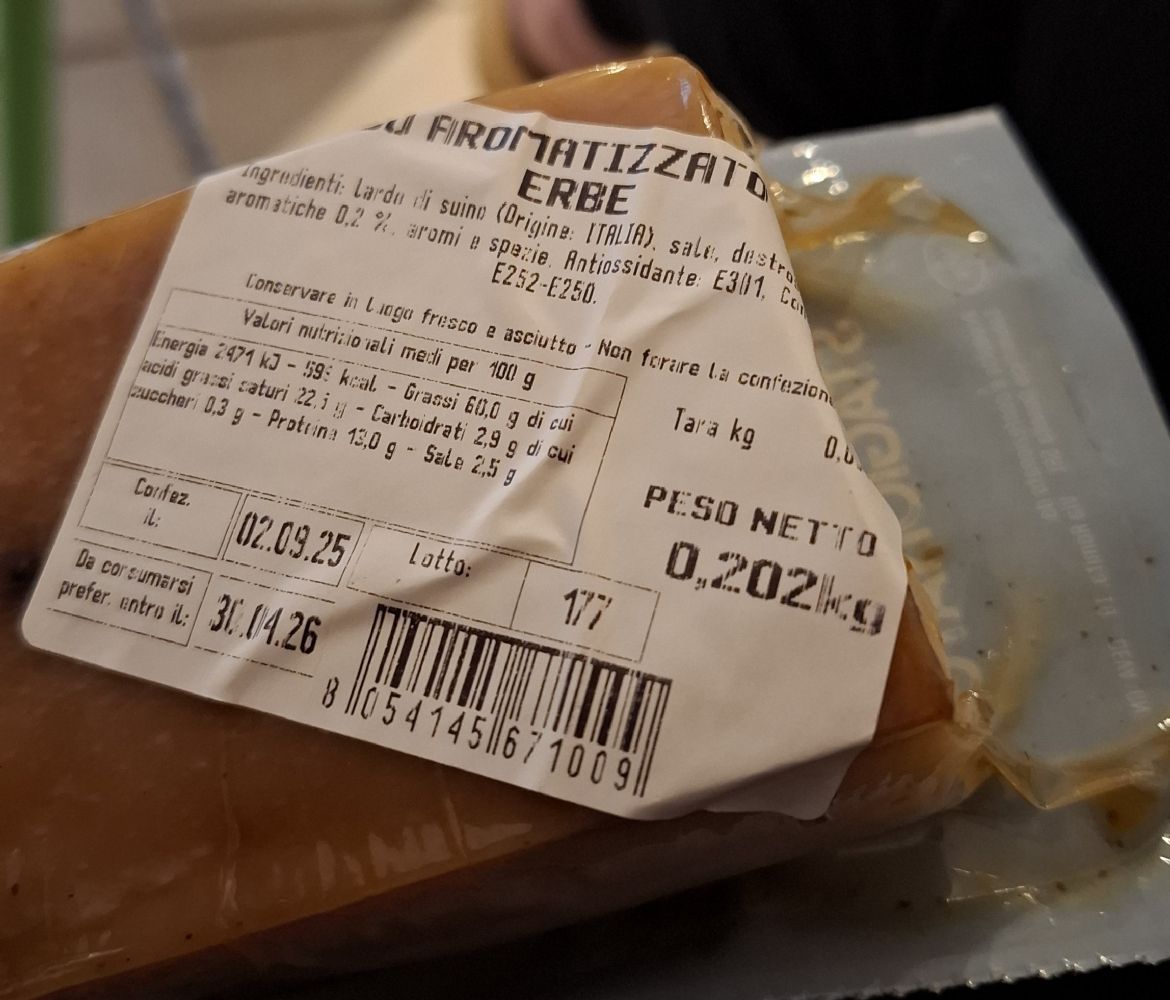 AROMATIZZATO
ERBE
Ingredienti: Lardo di suino (Origine: ITALIA), sale, destro
aromatiche 0,2 %, aromi e spezie. Antiossidante: E301. Con
E252-E250.
Conservare in luogo fresco e asciutto - Non forare la confezion
Valori nutrizionali medi per 100 g
Energia 2471 kJ - kcal - Grassi 60,0 g di cui
acidi grassi saturi 22, g - Carboidrati 2,9 g di cui
zuccheri 0,3 g - Proteine 13,0 g - Sale 2,5 g
Tara kg 0,0
Confez.
il:
02.09.25
Lotto:
177
PESO NETTO
0,202kg
Da consumarsi
prefer. entro il:
30.04.26
8 054145 671009